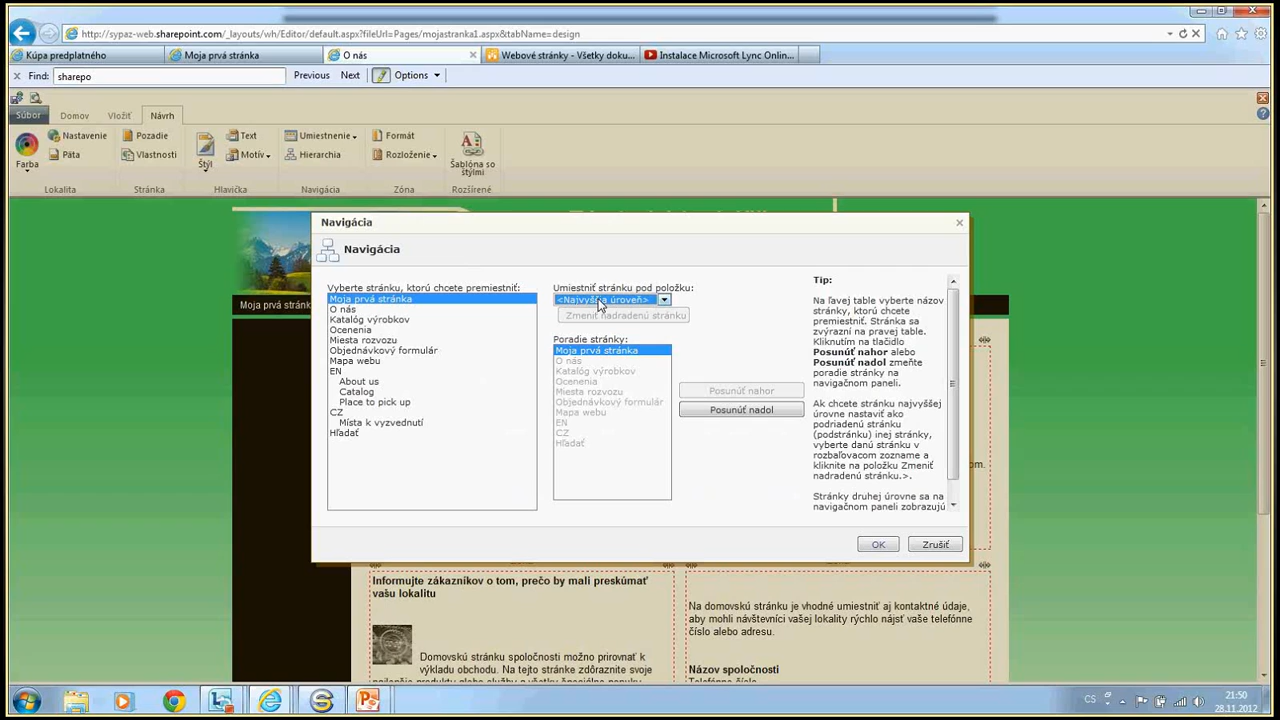 http://sypaz-web.sharepoint.com/_layouts/wh/Editor/default.aspx?fileUrl=Pages/mojastranka1.aspx&tabName=design
Kúpa predplatného
Moja prvá stránka
O nás
Webové stránky - Všetky doku...
Instalace Microsoft Lync Onlin...
Find: sharepo
Previous Next Options
Súbor Domov Vložiť Návrh
Farba
Nastavenie
Päta
Lokalita
Pozadie
Vlastnosti
Stránka
Štýl
Text
Motív
Hlavička
Umiestnenie
Hierarchia
Navigácia
Formát
Rozloženie
Zóna
Šablóna so
štýlmi
Rozšírené
Moja prvá stránk
Navigácia
Navigácia
Vyberte stránku, ktorú chcete premiestniť:
Moja prvá stránka
O nás
Katalóg výrobkov
Ocenenia
Miesta rozvozu
Objednávkový formulár
Mapa webu
EN
About us
Catalog
Place to pick up
CZ
Místa k vyzvednutí
Hľadať
Umiestniť stránku pod položku:
<Najvyššia úroveň>
Zmeniť nadradenú stránku
Poradie stránky:
Moja prvá stránka
O nás
Katalóg výrobkov
Ocenenia
Miesta rozvozu
Objednávkový formulár
Mapa webu
EN
CZ
Hľadať
Posunúť nahor
Posunúť nadol
Tip:
Na ľavej table vyberte názov
stránky, ktorú chcete
premiestniť. Stránka sa
zvýrazní na pravej table.
Kliknutím na tlačidlo
Posunúť nahor alebo
Posunúť nadol zmeňte
poradie stránky na
navigačnom paneli.
Ak chcete stránku najvyššej
úrovne nastaviť ako
podriadenú stránku
(podstránku) inej stránky,
vyberte danú stránku v
rozbaľovacom zozname a
kliknite na položku Zmeniť
nadradenú stránku.>.
Stránky druhej úrovne sa na
navigačnom paneli zobrazujú
OK
Zrušiť
om.
Informujte zákazníkov o tom, prečo by mali preskúmať
vašu lokalitu
Domovskú stránku spoločnosti možno prirovnať k
výkladu obchodu. Na tejto stránke zdôraznite svoje
Na domovskú stránku je vhodné umiestniť aj kontaktné údaje,
aby mohli návštevníci vašej lokality rýchlo nájsť vaše telefónne
číslo alebo adresu.
Názov spoločnosti
Telefónne číslo
CS
21:50
28.11.2012